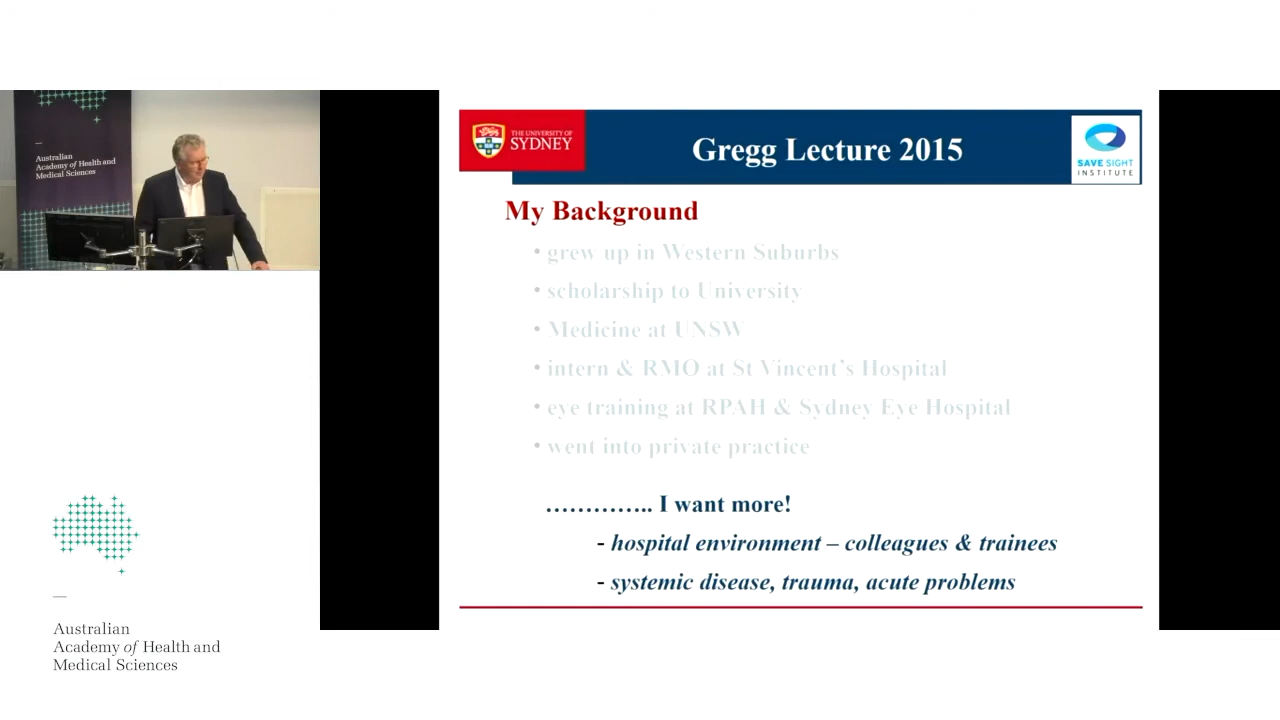 Australian
Academy of Health and
Medical Sciences
THE UNIVERSITY OF
SYDNEY
Gregg Lecture 2015
SAVE SIGHT
INSTITUTE
My Background
• grew up in Western Suburbs
• scholarship to University
• Medicine at UNSW
• intern & RMO at St Vincent's Hospital
• eye training at RPAH & Sydney Eye Hospital
• went into private practice
………….. I want more!
- hospital environment – colleagues & trainees
- systemic disease, trauma, acute problems
Australian
Academy of Health and
Medical Sciences